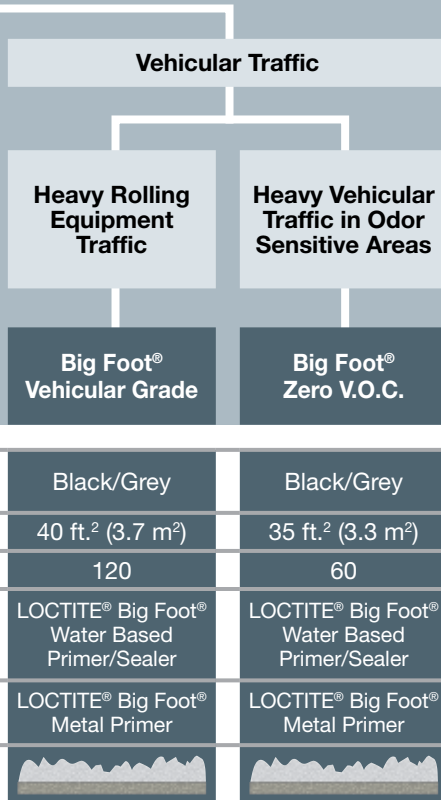 Vehicular Traffic
Heavy Rolling
Equipment
Traffic
Heavy Vehicular
Traffic in Odor
Sensitive Areas
Big Foot®
Vehicular Grade
Big Foot®
Zero V.O.C.
Black/Grey
Black/Grey
40 ft.² (3.7 m²)
35 ft.² (3.3 m²)
120
60
LOCTITE® Big Foot®
Water Based
Primer/Sealer
LOCTITE® Big Foot®
Water Based
Primer/Sealer
LOCTITE® Big Foot®
Metal Primer
LOCTITE® Big Foot®
Metal Primer